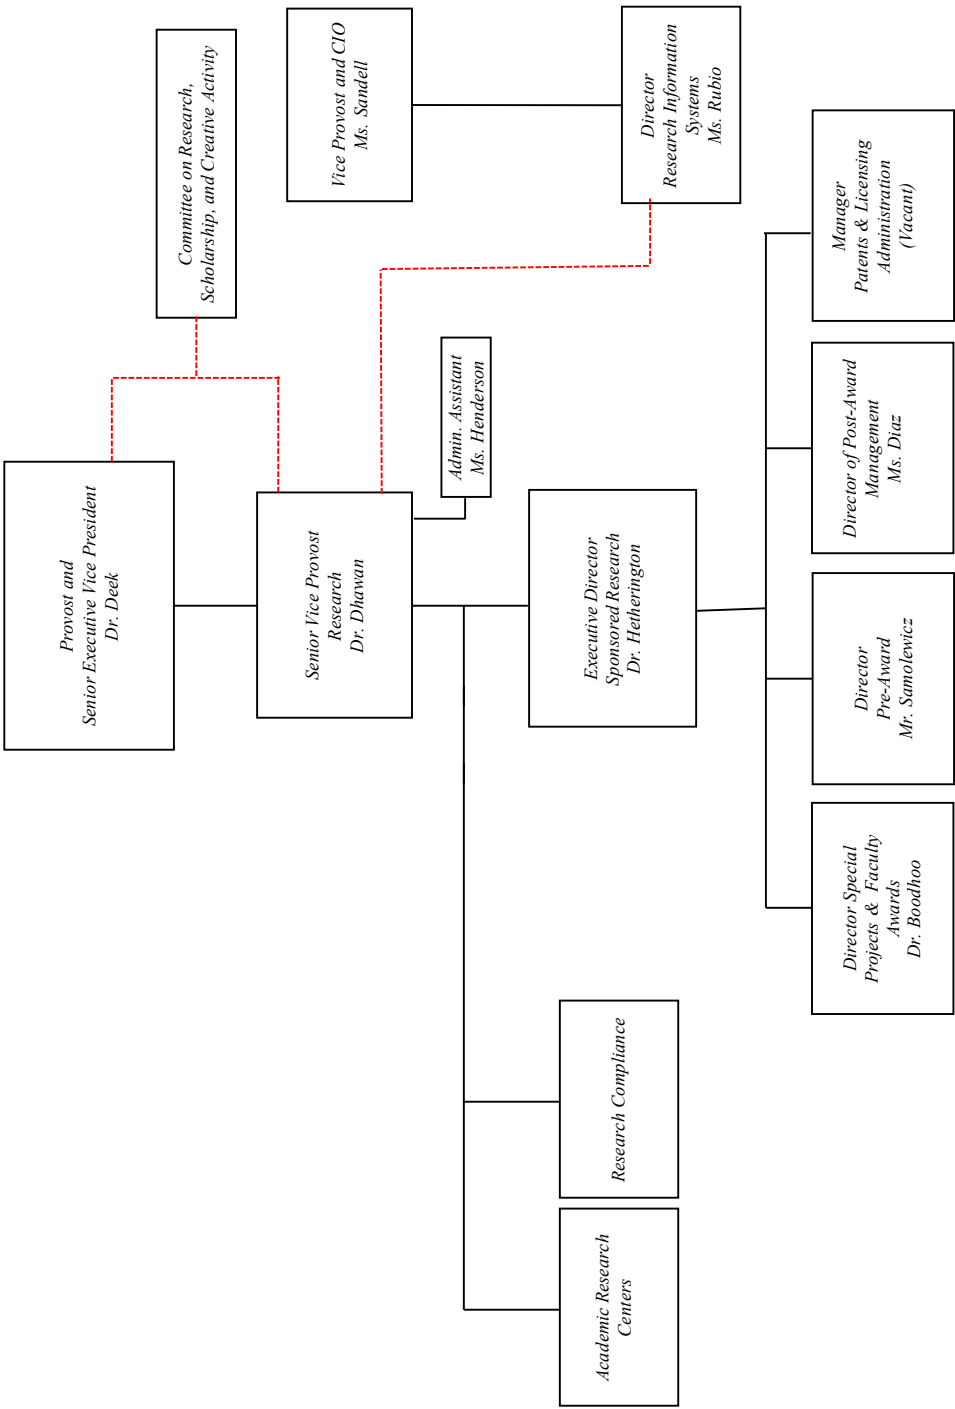 Provost and
Senior Executive Vice President
Dr. Deek
Committee on Research,
Scholarship, and Creative Activity
Senior Vice Provost
Research
Dr. Dhawan
Vice Provost and CIO
Ms. Sandell
Admin. Assistant
Ms. Henderson
Academic Research
Centers
Research Compliance
Executive Director
Sponsored Research
Dr. Hetherington
Director
Research Information
Systems
Ms. Rubio
Director Special
Projects & Faculty
Awards
Dr. Boodhoo
Director
Pre-Award
Mr. Samolewicz
Director of Post-Award
Management
Ms. Diaz
Manager
Patents & Licensing
Administration
(Vacant)